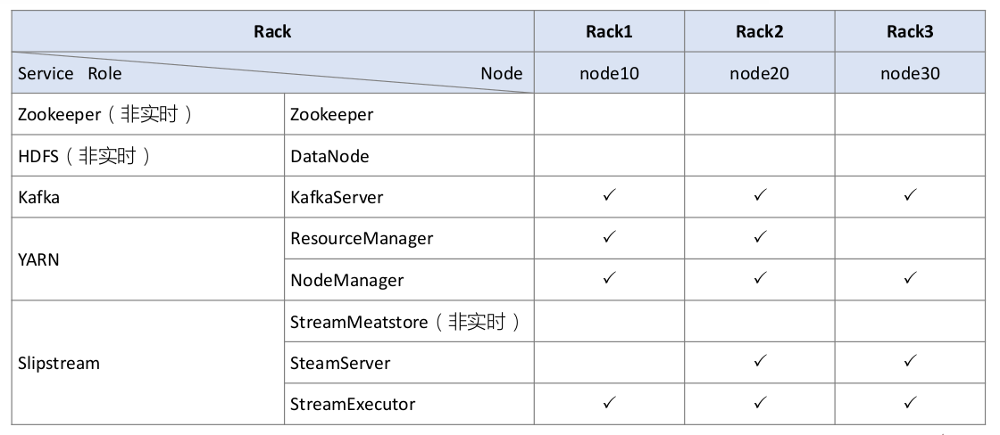 Rack Rack1 Rack2 Rack3
Service Role Node node10 node20 node30
Zookeeper（非实时） Zookeeper
HDFS（非实时） DataNode
Kafka KafkaServer ✓ ✓ ✓
YARN ResourceManager ✓ ✓
NodeManager ✓ ✓ ✓
Slipstream StreamMeatstore（非实时）
SteamServer ✓ ✓
StreamExecutor ✓ ✓ ✓